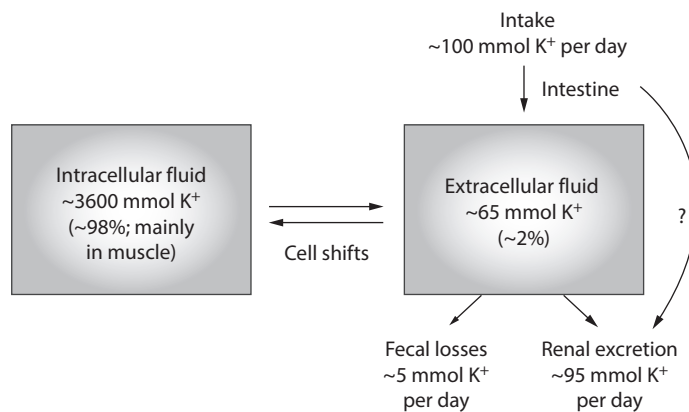 Intake
~100 mmol K⁺ per day
Intestine
Intracellular fluid
~3600 mmol K⁺
(~98%; mainly
in muscle)
Extracellular fluid
~65 mmol K⁺
(~2%)
?
Cell shifts
Fecal losses
~5 mmol K⁺
per day
Renal excretion
~95 mmol K⁺
per day